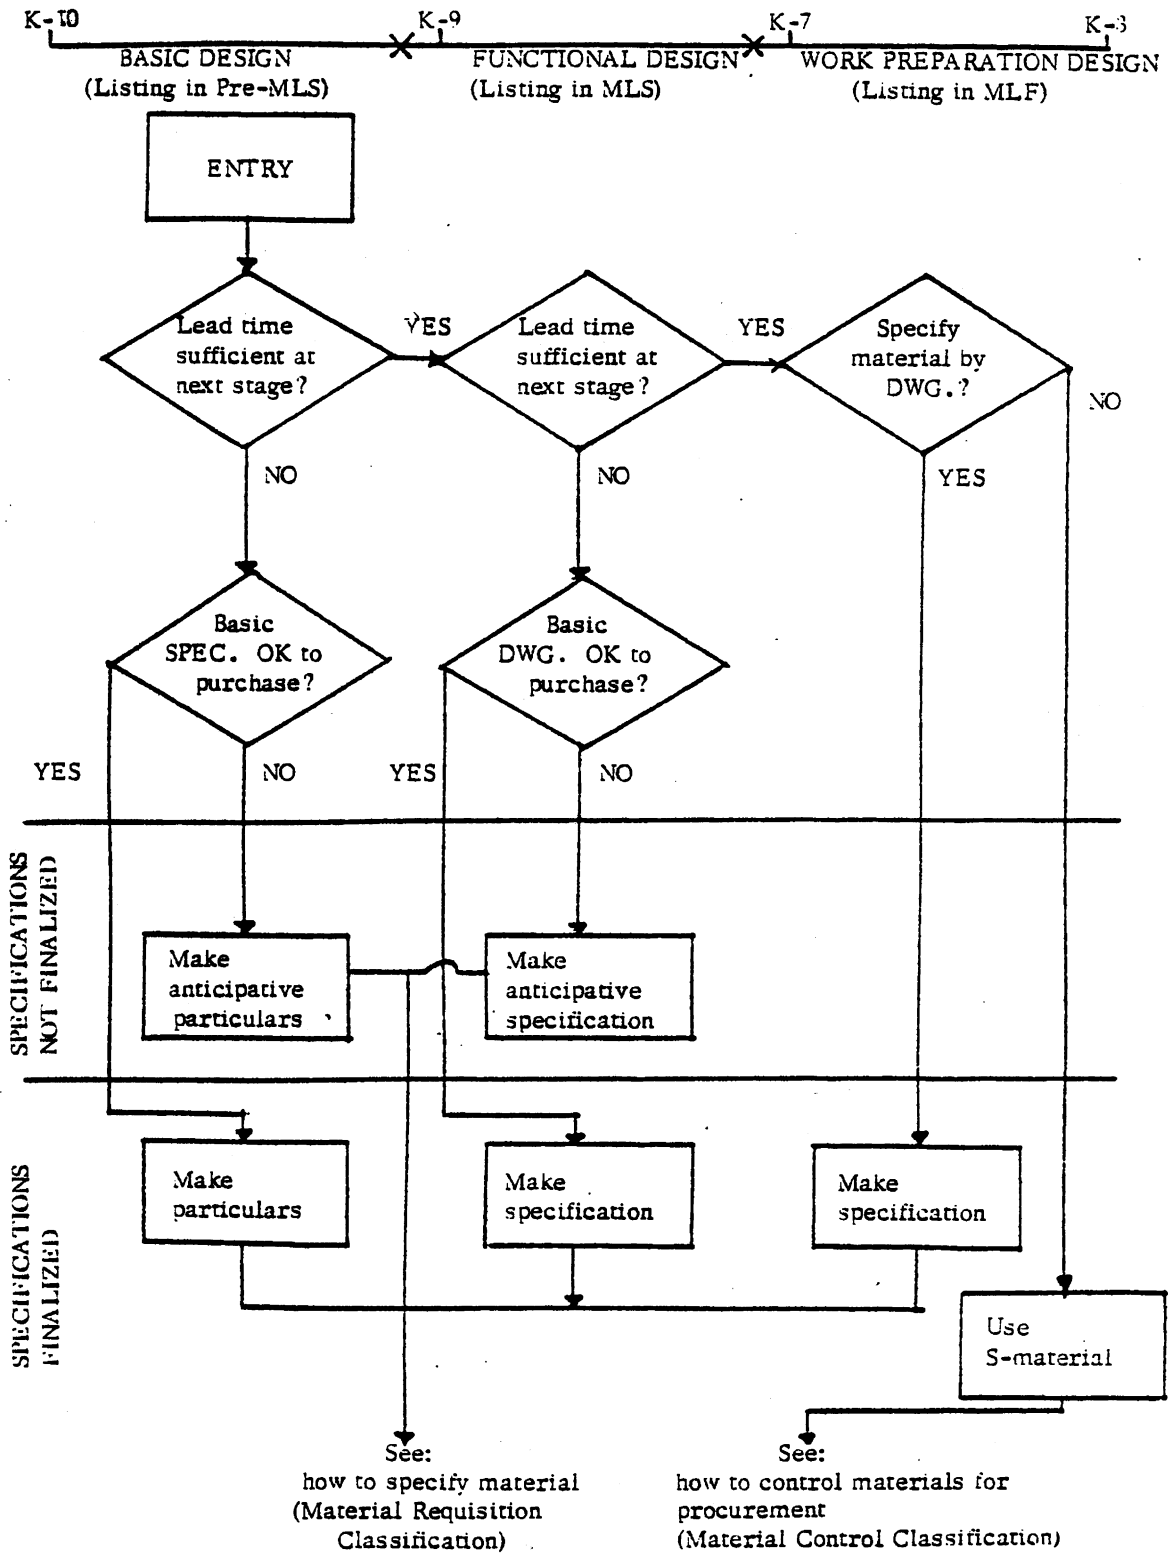 K-10
K-9
K-7
K-3
BASIC DESIGN
(Listing in Pre-MLS)
FUNCTIONAL DESIGN
(Listing in MLS)
WORK PREPARATION DESIGN
(Listing in MLF)
ENTRY
Lead time
sufficient at
next stage?
YES
Lead time
sufficient at
next stage?
YES
Specify
material by
DWG.?
NO
NO
NO
YES
Basic
SPEC. OK to
purchase?
Basic
DWG. OK to
purchase?
YES
NO
YES
NO
SPECIFICATIONS
NOT FINALIZED
Make
anticipative
particulars
Make
anticipative
specification
SPECIFICATIONS
FINALIZED
Make
particulars
Make
specification
Make
specification
Use
S-material
See:
how to specify material
(Material Requisition
Classification)
See:
how to control materials for
procurement
(Material Control Classification)